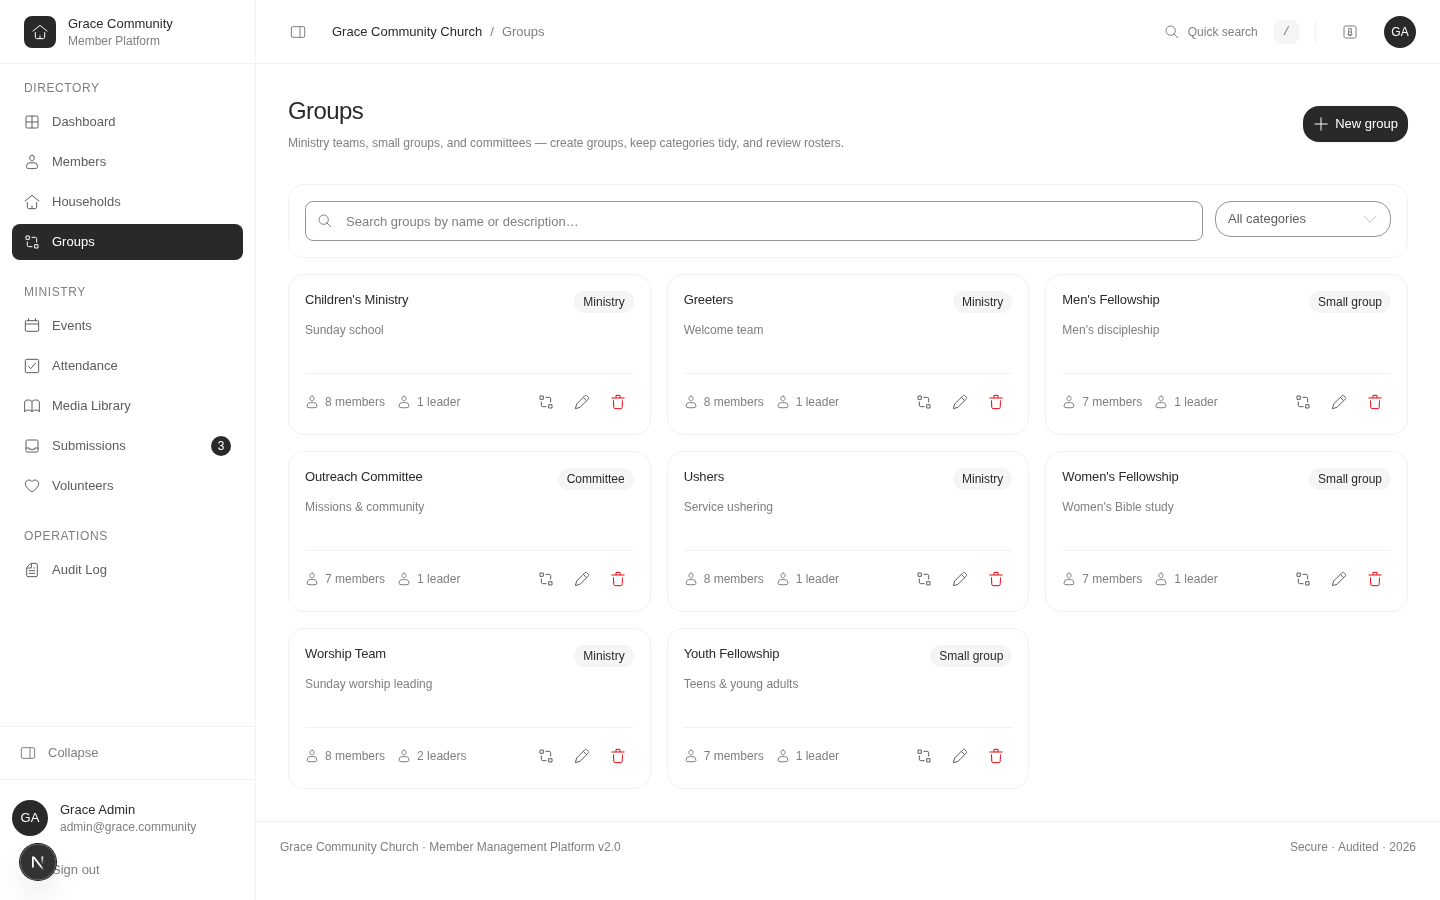 Grace Community
Member Platform
DIRECTORY
Dashboard
Members
Households
Groups
MINISTRY
Events
Attendance
Media Library
Submissions 3
Volunteers
OPERATIONS
Audit Log
Collapse
GA
Grace Admin
admin@grace.community
N
Sign out
Grace Community Church / Groups
Quick search /
GA
Groups
Ministry teams, small groups, and committees — create groups, keep categories tidy, and review rosters.
New group
Search groups by name or description…
All categories
Children's Ministry Ministry
Sunday school
8 members 1 leader
Greeters Ministry
Welcome team
8 members 1 leader
Men's Fellowship Small group
Men's discipleship
7 members 1 leader
Outreach Committee Committee
Missions & community
7 members 1 leader
Ushers Ministry
Service ushering
8 members 1 leader
Women's Fellowship Small group
Women's Bible study
7 members 1 leader
Worship Team Ministry
Sunday worship leading
8 members 2 leaders
Youth Fellowship Small group
Teens & young adults
7 members 1 leader
Grace Community Church · Member Management Platform v2.0
Secure · Audited · 2026